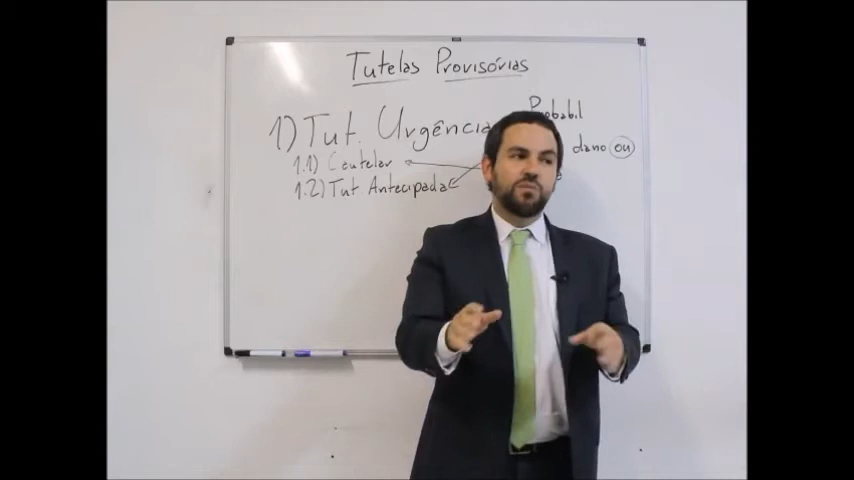 Tutelas Provisórias
1) Tut. Urgência
Probabil
dano ou
1.1) Cautelar
1.2) Tut Antecipada